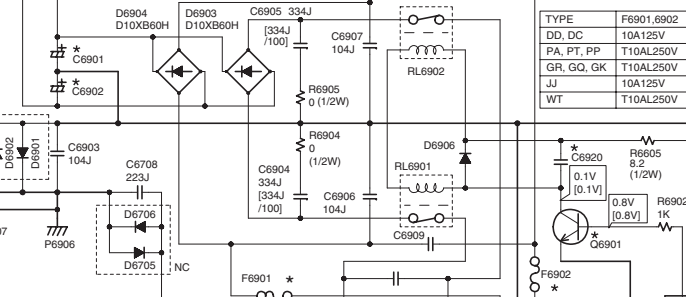 D6904
D10XB60H
D6903
D10XB60H
C6905 334J
[334J
/100]
C6907
104J
RL6902
TYPE F6901,6902
DD, DC 10A125V
PA, PT, PP T10AL250V
GR, GQ, GK T10AL250V
JJ 10A125V
WT T10AL250V
*
C6901
*
C6902
R6905
0 (1/2W)
R6904
0
(1/2W)
D6902
D6901
C6903
104J
C6708
223J
C6904
334J
[334J
/100]
C6906
104J
RL6901
D6906
*
C6920
R6605
8.2
(1/2W)
0.1V
[0.1V]
0.8V
[0.8V]
R6902
1K
*
Q6901
D6706
D6705
NC
P6906
07
C6909
F6901 *
F6902
*